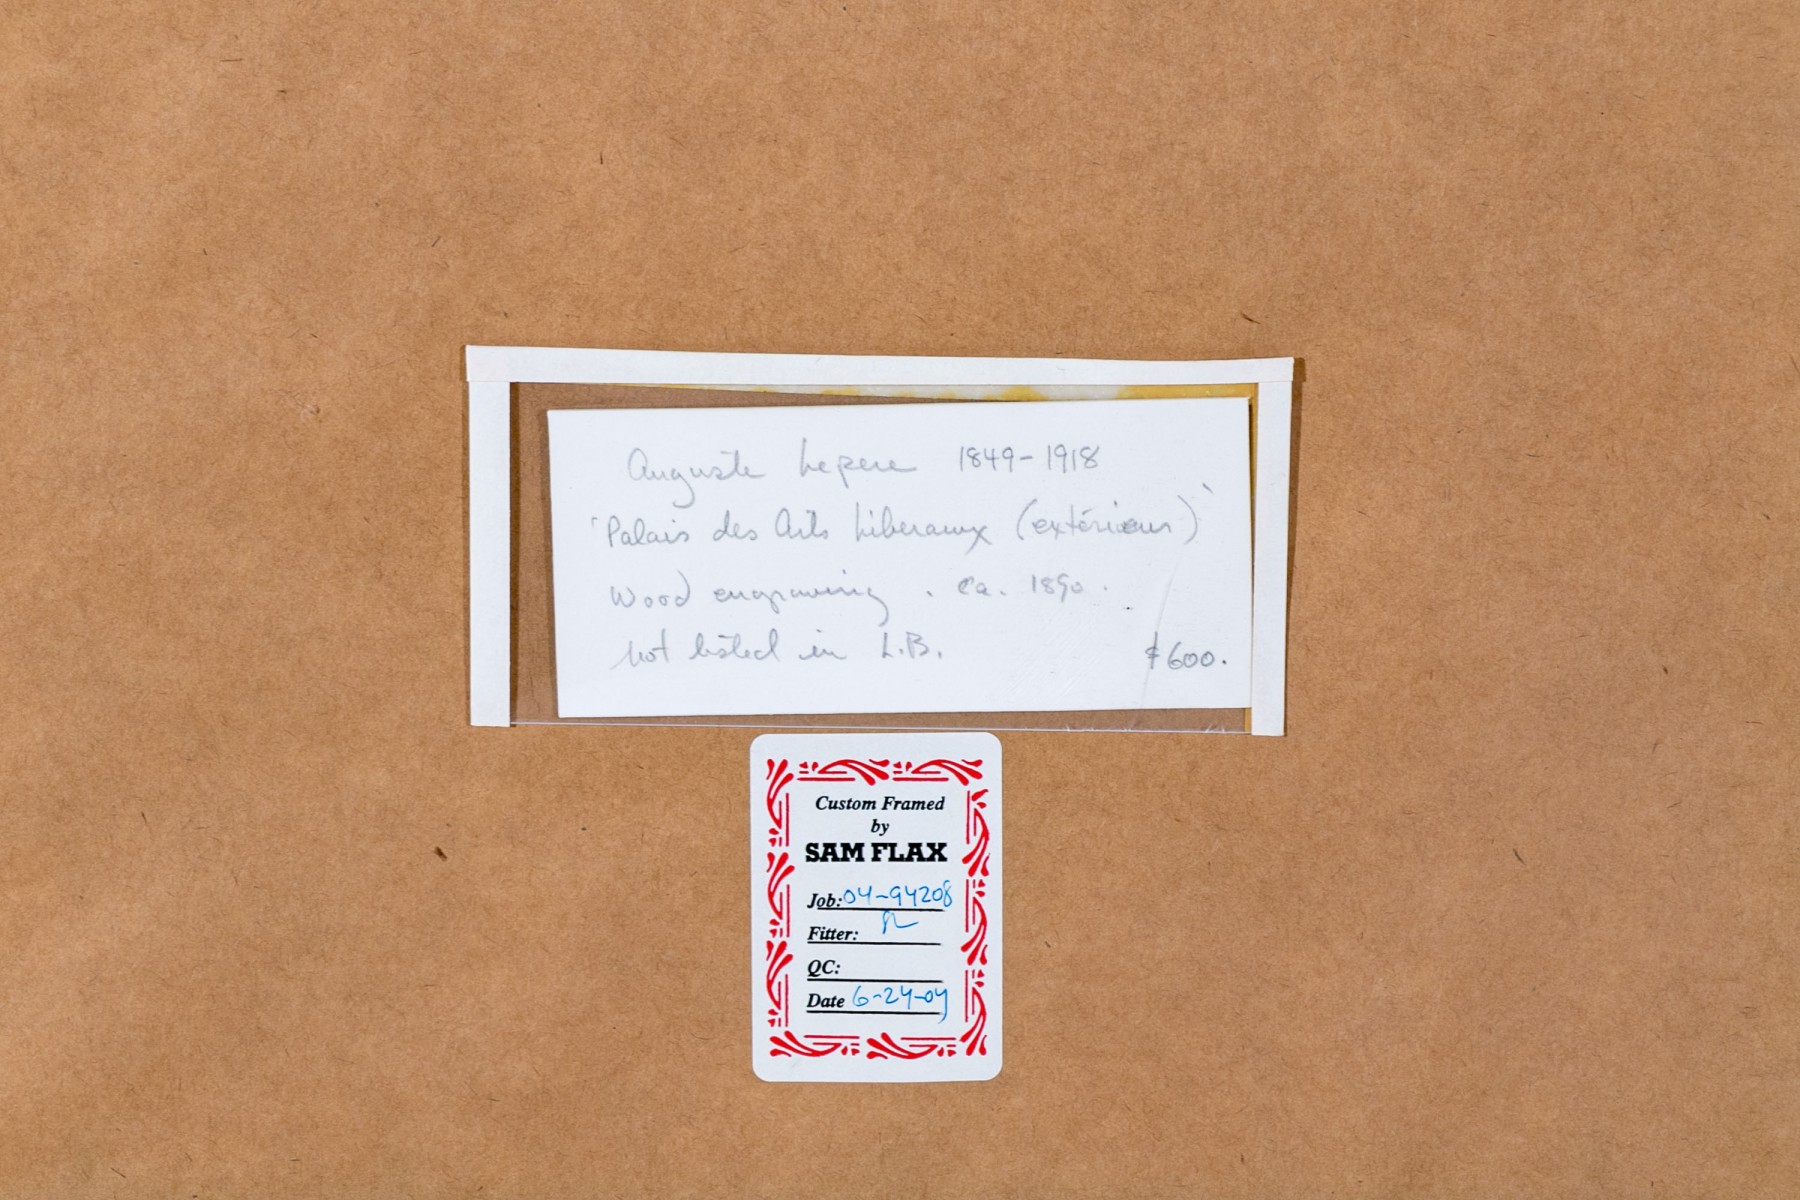 Auguste Lepere 1849-1918
'Palais des Arts Liberaux (extérieur)'
Wood engraving. ca. 1890.
not listed in L.B. $600.
Custom Framed
by
SAM FLAX
Job: 04-94208
Fitter:
QC:
Date 6-24-04